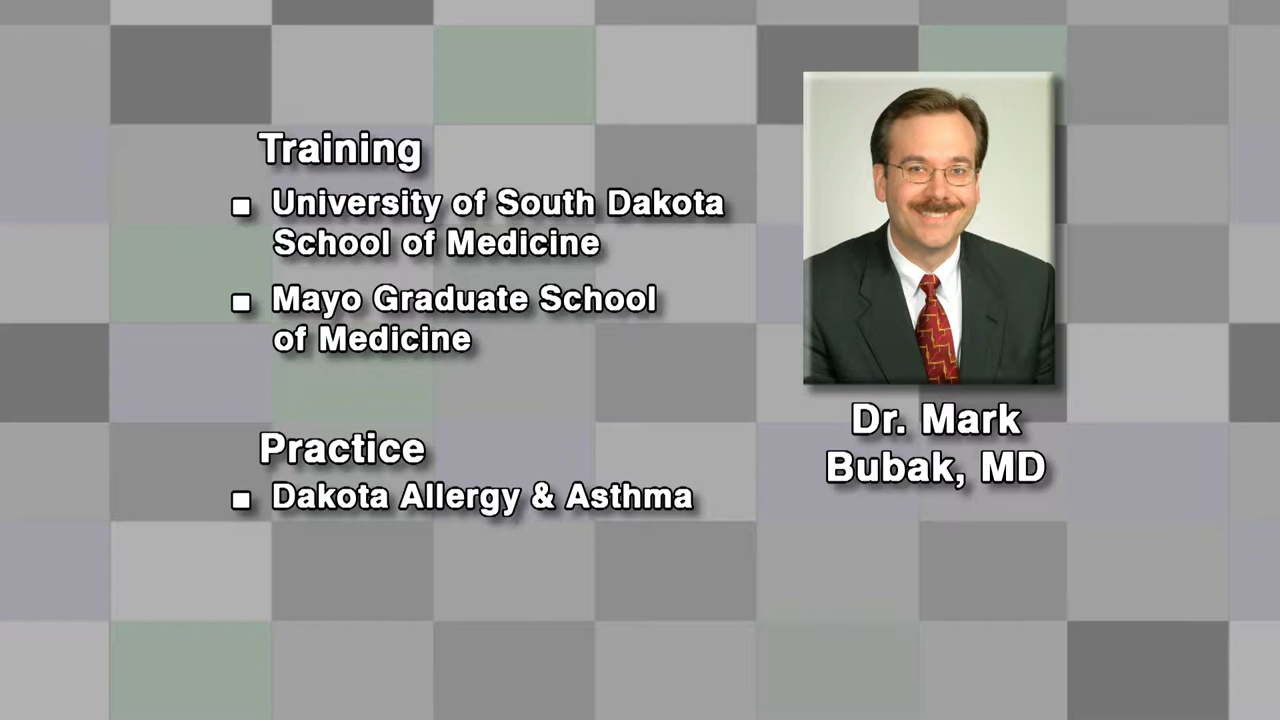 Training
University of South Dakota
School of Medicine
Mayo Graduate School
of Medicine
Practice
Dakota Allergy & Asthma
Dr. Mark
Bubak, MD